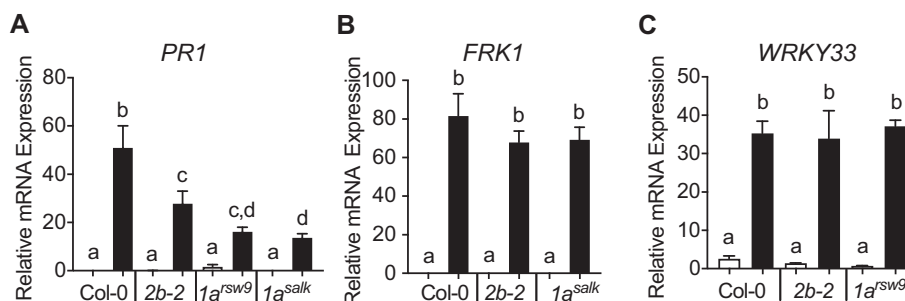 A
PR1
Relative mRNA Expression
80
60
40
20
0
a b a c a c,d a d
Col-0 2b-2 1a^rsw9 1a^salk
B
FRK1
Relative mRNA Expression
100
80
60
40
20
0
a b a b a b
Col-0 2b-2 1a^salk
C
WRKY33
Relative mRNA Expression
50
40
30
20
10
0
a b a b a b
Col-0 2b-2 1a^rsw9